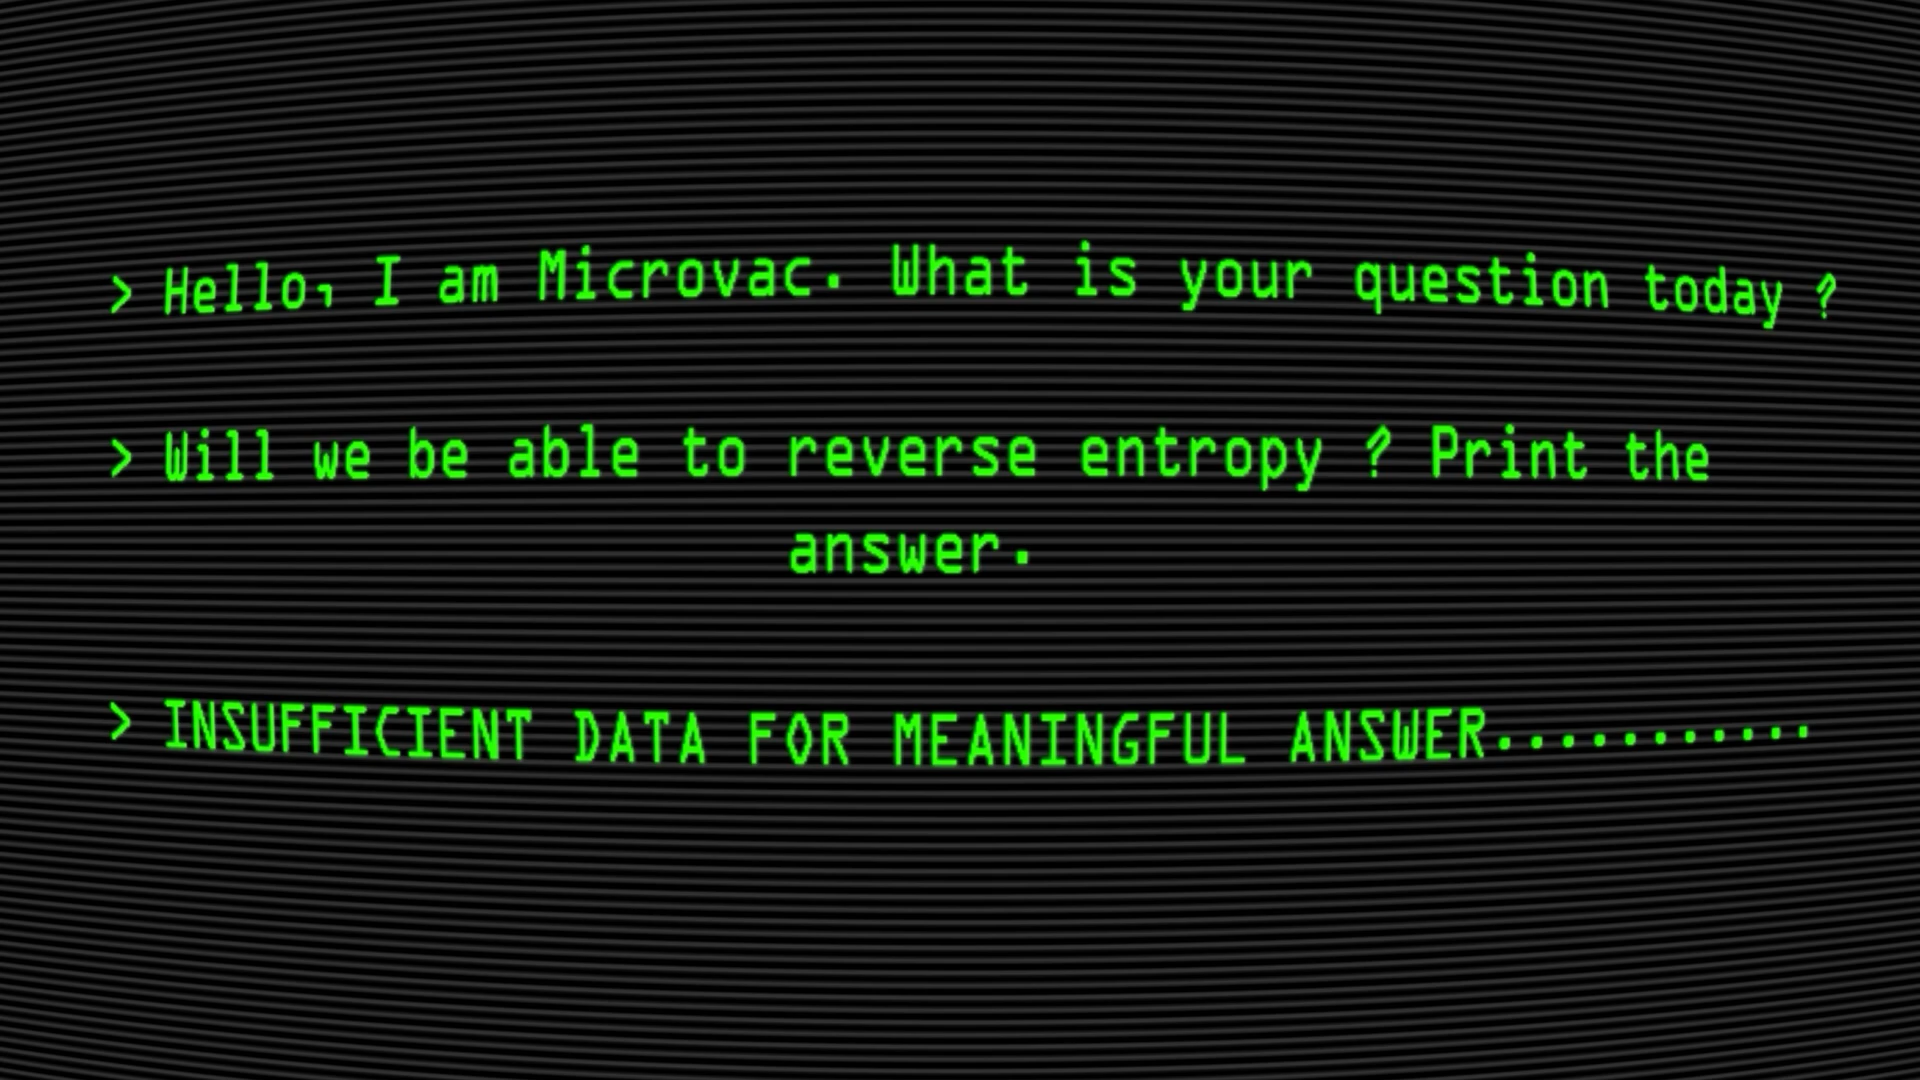 > Hello, I am Microvac. What is your question today ?
> Will we be able to reverse entropy ? Print the
answer.
> INSUFFICIENT DATA FOR MEANINGFUL ANSWER...........